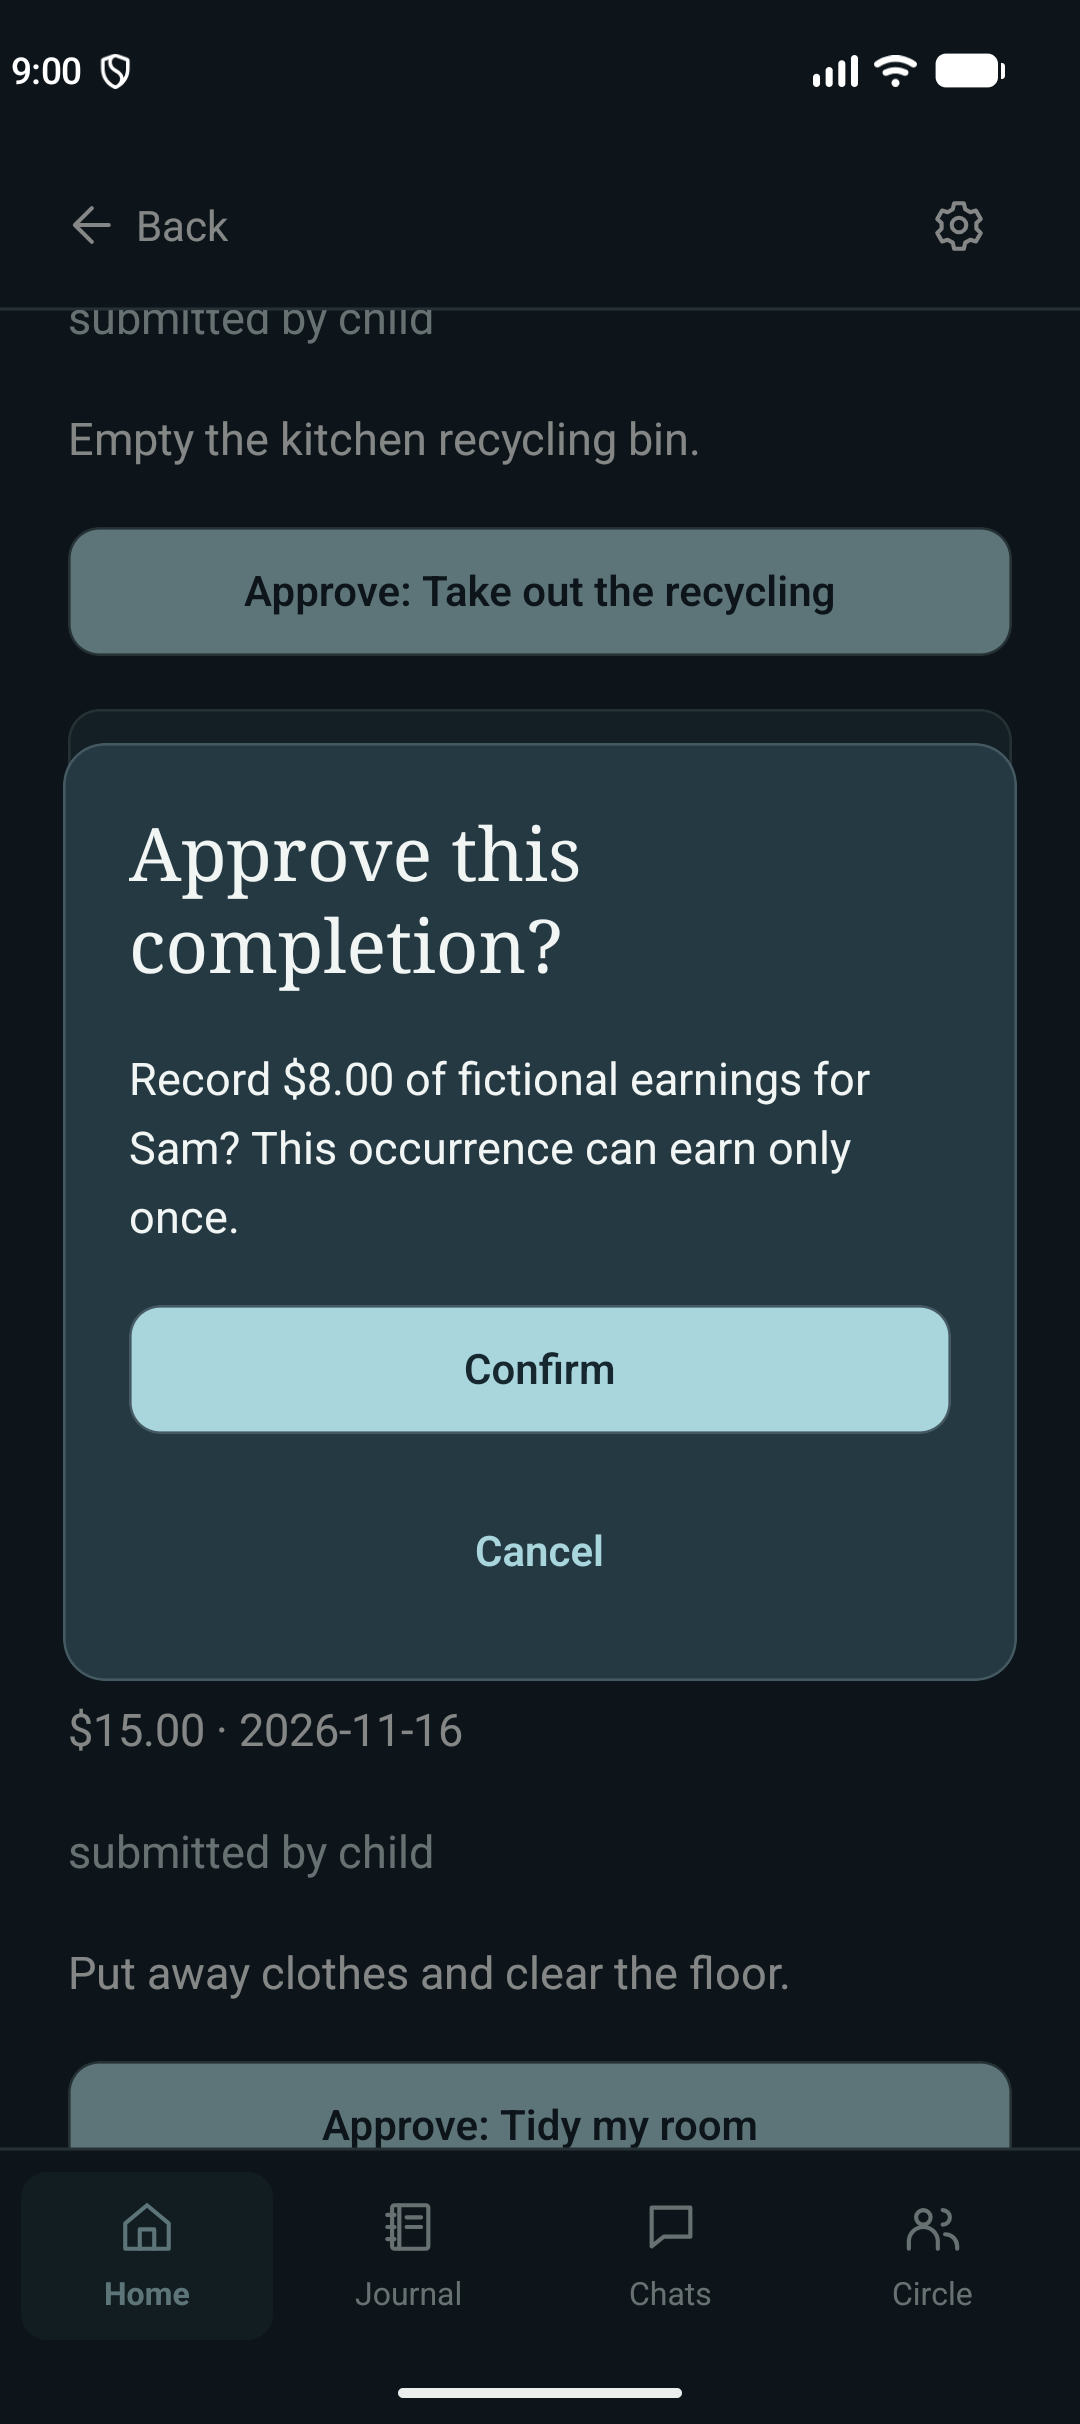 9:00
Back
submitted by child
Empty the kitchen recycling bin.
Approve: Take out the recycling
Approve this
completion?
Record $8.00 of fictional earnings for
Sam? This occurrence can earn only
once.
Confirm
Cancel
$15.00 · 2026-11-16
submitted by child
Put away clothes and clear the floor.
Approve: Tidy my room
Home
Journal
Chats
Circle